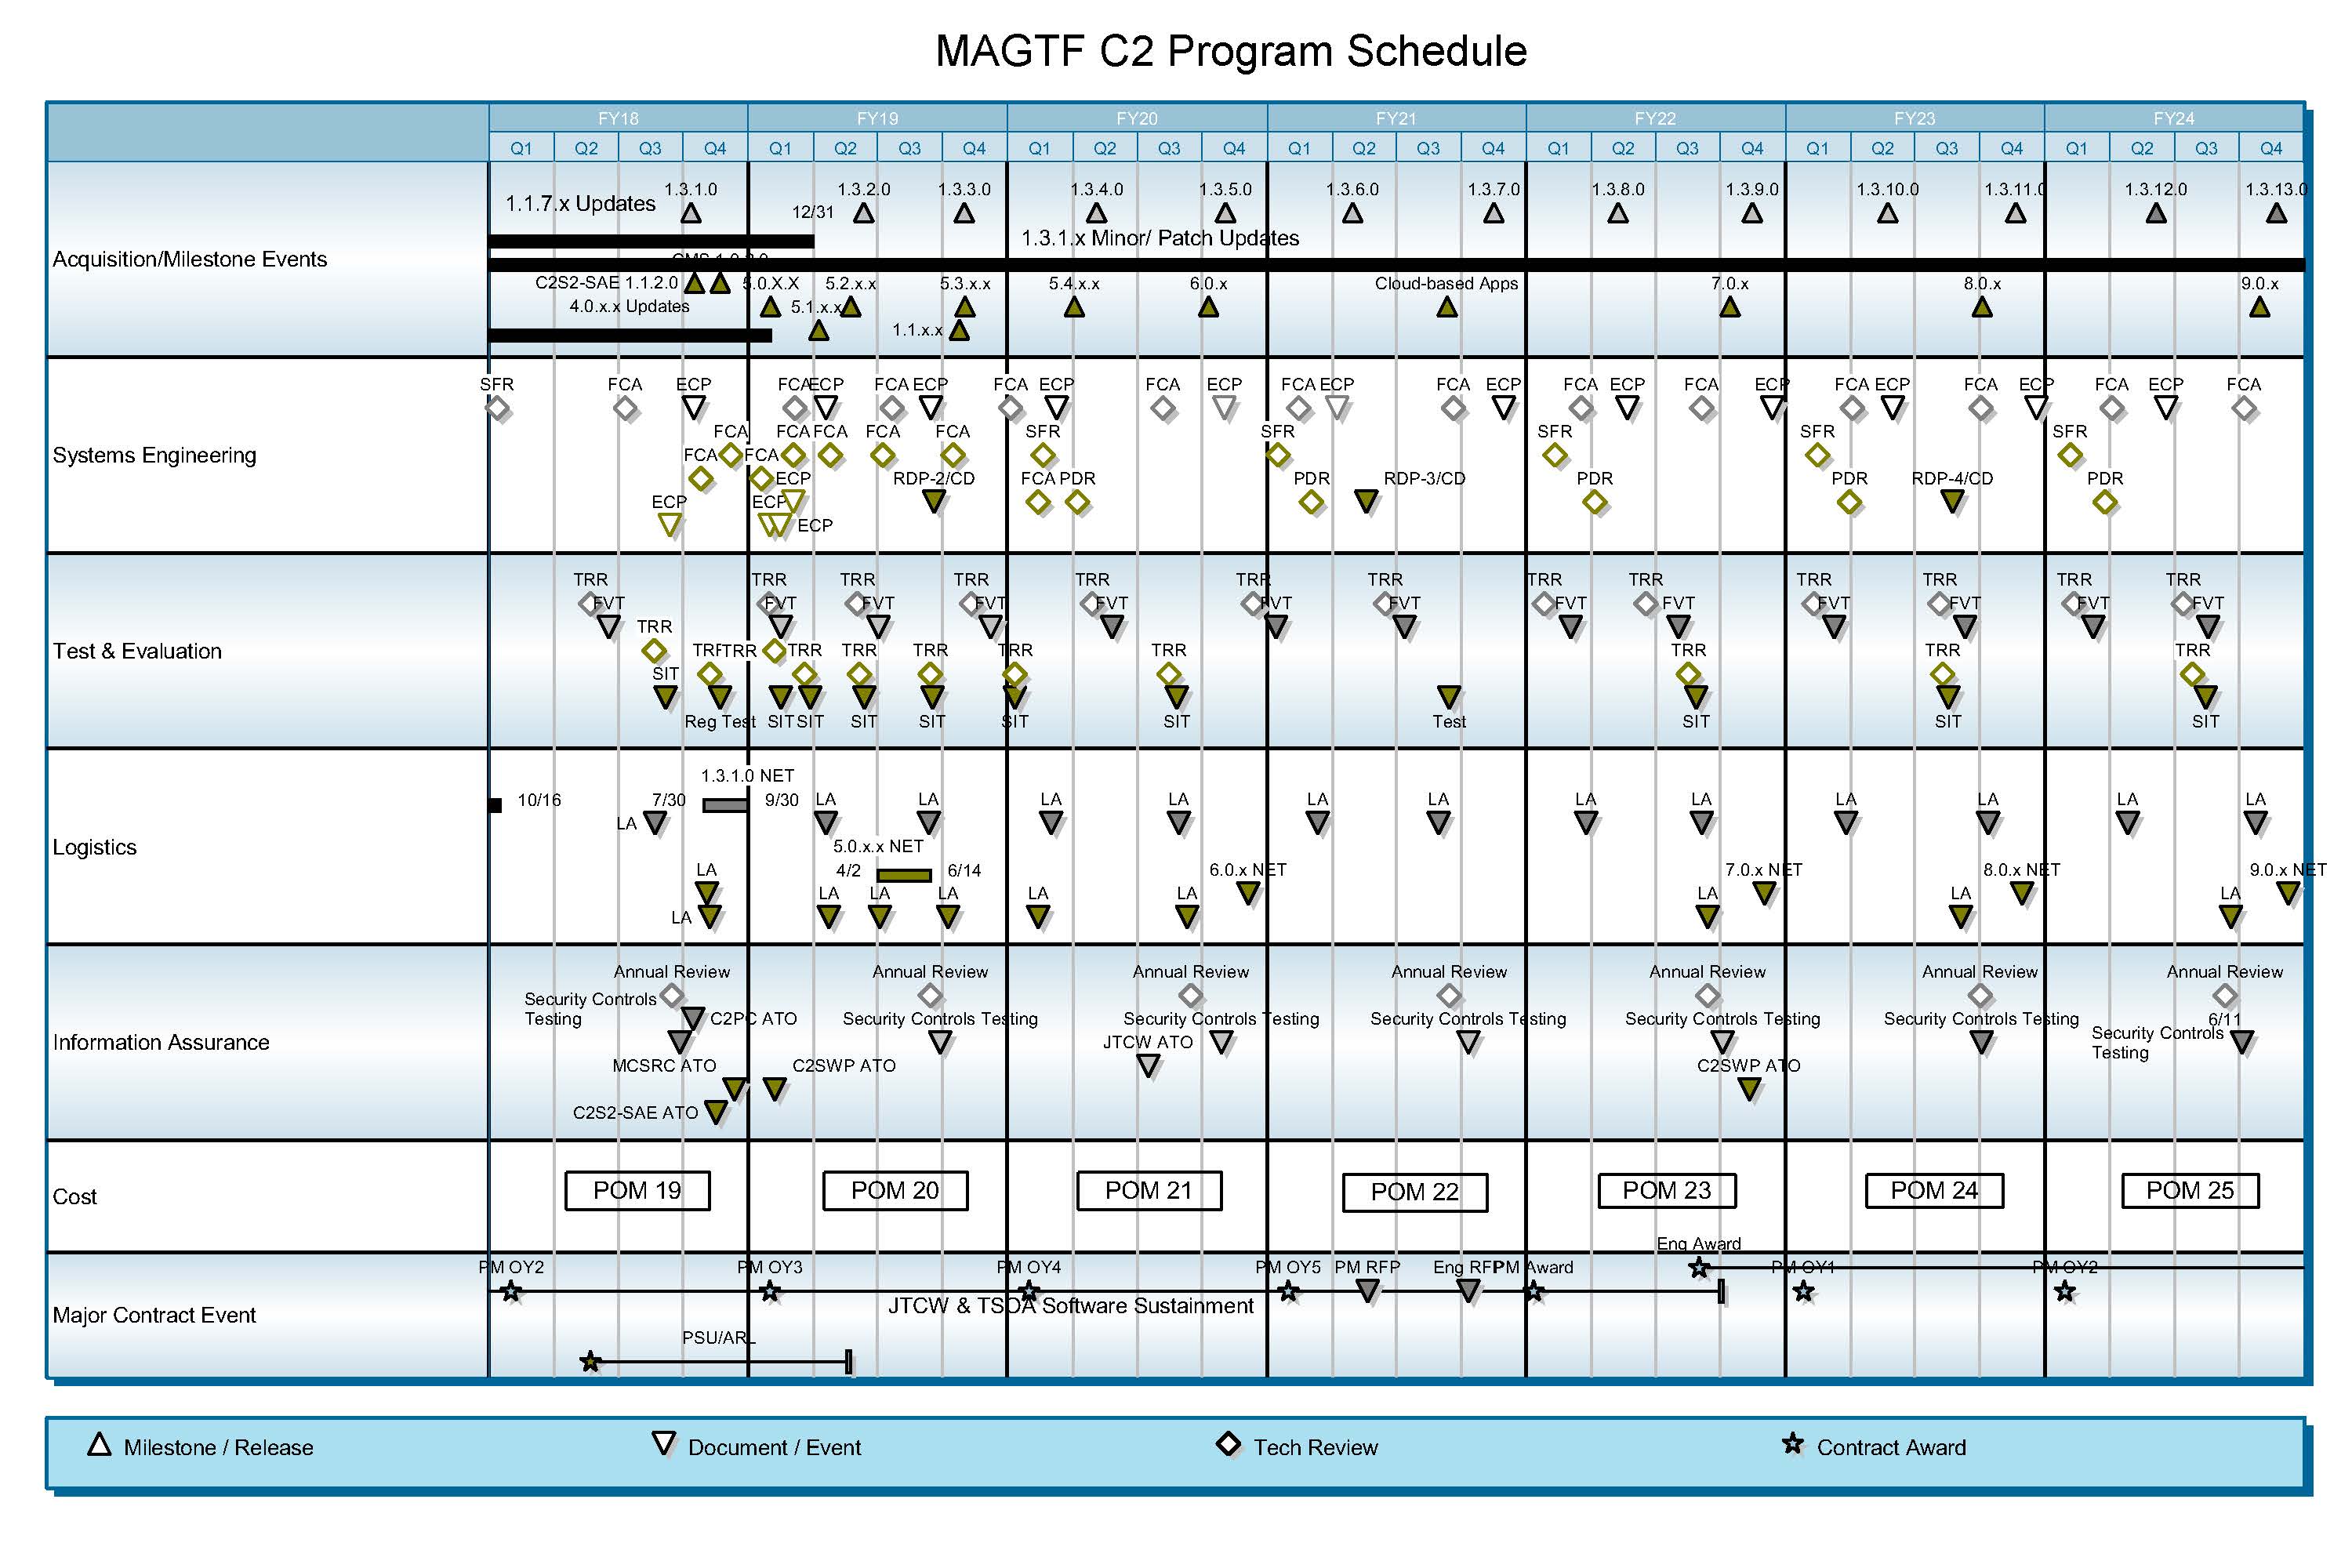 MAGTF C2 Program Schedule
FY18 FY19 FY20 FY21 FY22 FY23 FY24
Q1 Q2 Q3 Q4 Q1 Q2 Q3 Q4 Q1 Q2 Q3 Q4 Q1 Q2 Q3 Q4 Q1 Q2 Q3 Q4 Q1 Q2 Q3 Q4 Q1 Q2 Q3 Q4
Acquisition/Milestone Events
1.3.1.0 1.3.2.0 1.3.3.0 1.3.4.0 1.3.5.0 1.3.6.0 1.3.7.0 1.3.8.0 1.3.9.0 1.3.10.0 1.3.11.0 1.3.12.0 1.3.13.0
1.1.7.x Updates 12/31
1.3.1.x Minor/ Patch Updates
C2S2-SAE 1.1.2.0 5.0.X.X 5.2.x.x 5.3.x.x 5.4.x.x 6.0.x Cloud-based Apps 7.0.x 8.0.x 9.0.x
4.0.x.x Updates 5.1.x.x
1.1.x.x
Systems Engineering
SFR FCA ECP FCA ECP FCA ECP FCA ECP FCA ECP FCA ECP FCA ECP FCA ECP FCA ECP FCA ECP FCA ECP FCA ECP FCA
FCA FCA FCA FCA FCA SFR SFR SFR SFR SFR
FCA FCA ECP RDP-2/CD FCA PDR PDR RDP-3/CD PDR PDR RDP-4/CD PDR
ECP ECP
ECP
Test & Evaluation
TRR TRR TRR TRR TRR TRR TRR TRR TRR TRR TRR TRR TRR
FVT FVT FVT FVT FVT FVT FVT FVT FVT FVT FVT FVT FVT
TRR
TRR TRR TRR TRR TRR TRR TRR TRR TRR TRR
SIT
Reg Test SIT SIT SIT SIT SIT SIT Test SIT SIT SIT
Logistics
1.3.1.0 NET
10/16 7/30 9/30 LA LA LA LA LA LA LA LA LA LA LA LA
LA
5.0.x.x NET
LA 4/2 6/14 6.0.x NET 7.0.x NET 8.0.x NET 9.0.x NET
LA LA LA LA LA LA LA LA
LA
Information Assurance
Annual Review Annual Review Annual Review Annual Review Annual Review Annual Review Annual Review
Security Controls
Testing
C2PC ATO Security Controls Testing Security Controls Testing Security Controls Testing Security Controls Testing Security Controls Testing 6/11
Security Controls
Testing
JTCW ATO
MCSRC ATO C2SWP ATO C2SWP ATO
C2S2-SAE ATO
Cost
POM 19 POM 20 POM 21 POM 22 POM 23 POM 24 POM 25
Major Contract Event
Eng Award
PM OY2 PM OY3 PM OY4 PM OY5 PM RFP Eng RFP PM Award PM OY1 PM OY2
JTCW & TSOA Software Sustainment
PSU/ARL
Milestone / Release Document / Event Tech Review Contract Award